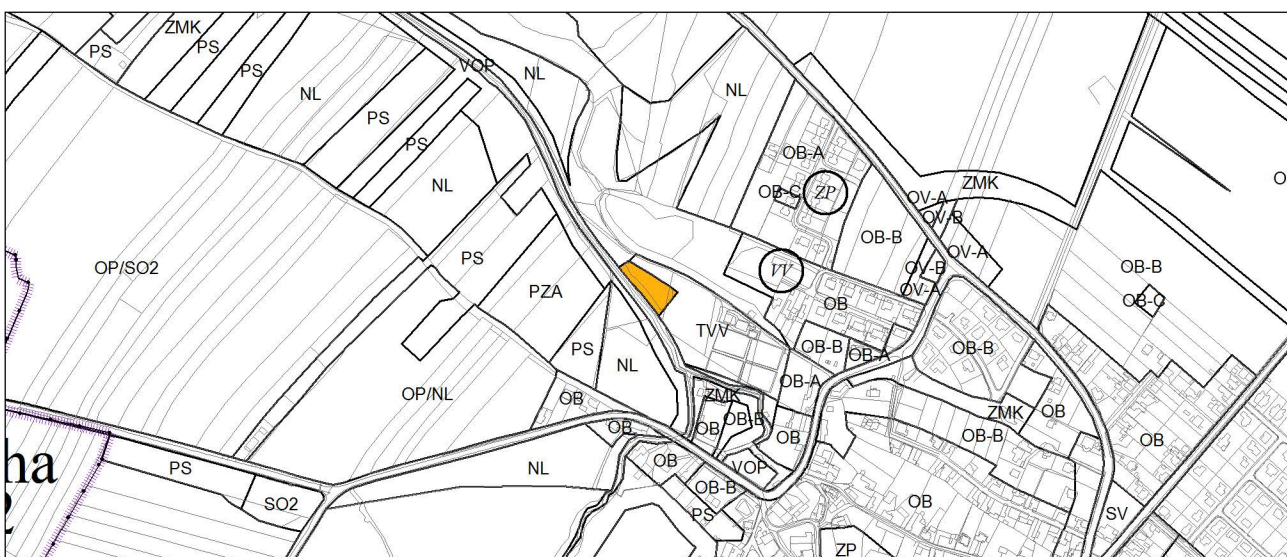 ZMK
PS
PS
PS
NL
VOP
NL
NL
PS
PS
NL
OB-A
ZMK
OB-C
ZP
OV-A
OV-B
O
OB-B
OV-A
PS
OP/SO2
VV
OV-B
OB-B
OV-A
PZA
OB
OB-C
TVV
OB-B
OB-A
OB-B
PS
NL
OB-A
OP/NL
OB
ZMK
OB-B
ZMK
OB
OB
OB
OB
OB-B
OB
ha
PS
NL
OB
VOP
SO2
OB-B
OB
2
PS
SV
ZP